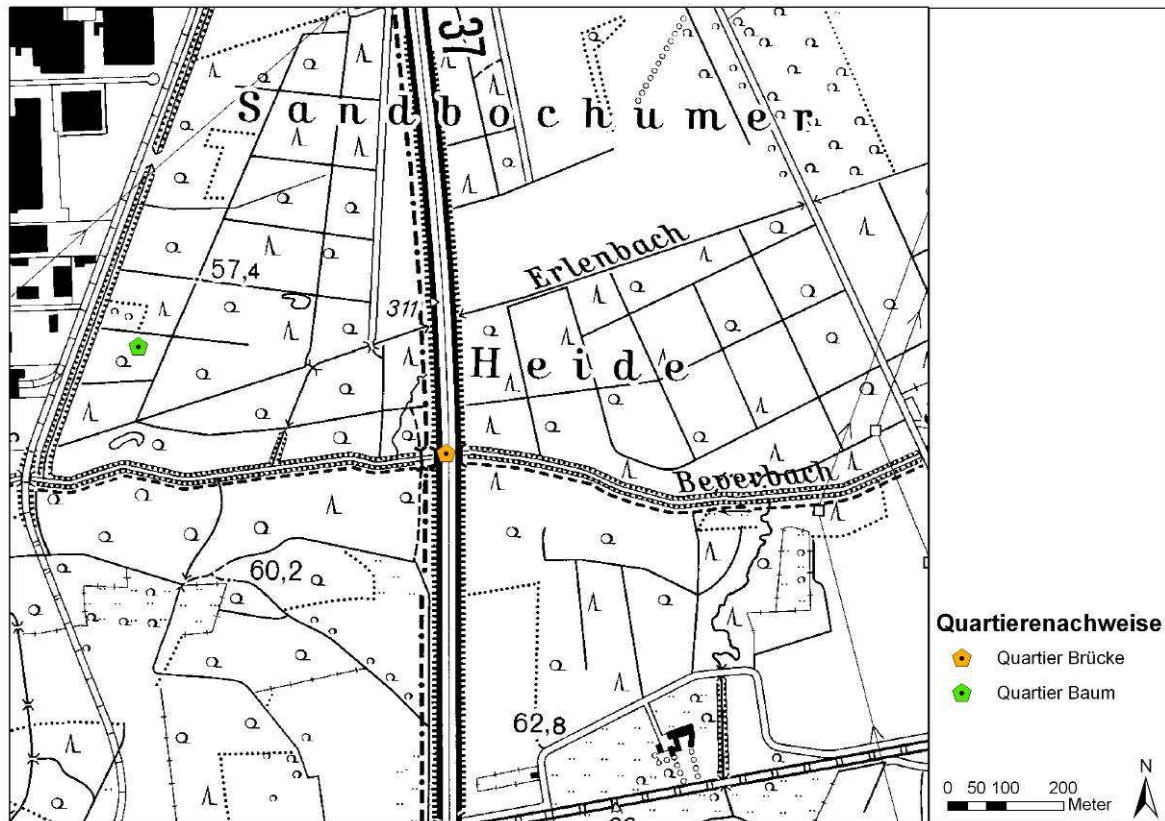 37
Sandbochumer
Erlenbach
57,4
311
Heide
Beverbach
60,2
62,8
Quartierenachweise
Quartier Brücke
Quartier Baum
N
0 50 100 200
Meter